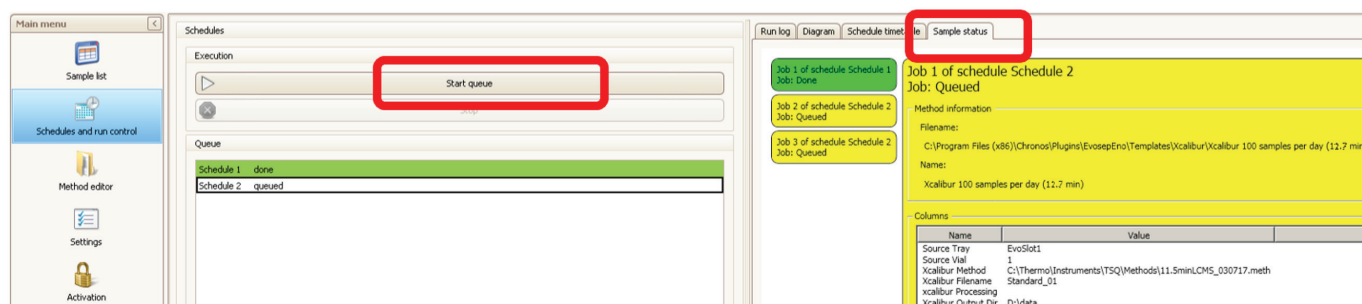 Main menu
Sample list
Schedules and run control
Method editor
Settings
Activation
Schedules
Execution
Start queue
Stop
Queue
Schedule 1 done
Schedule 2 queued
Run log
Diagram
Schedule timetable
Sample status
Job 1 of schedule Schedule 1
Job: Done
Job 2 of schedule Schedule 2
Job: Queued
Job 3 of schedule Schedule 2
Job: Queued
Job 1 of schedule Schedule 2
Job: Queued
Method information
Filename:
C:\Program Files (x86)\Chronos\Plugins\EvosepEno\Templates\Xcalibur\Xcalibur 100 samples per day (12.7 min
Name:
Xcalibur 100 samples per day (12.7 min)
Columns
Name Value
Source Tray EvoSlot1
Source Vial 1
Xcalibur Method C:\Thermo\Instruments\TSQ\Methods\11.5minLCMS_030717.meth
Xcalibur Filename Standard_01
xcalibur Processing
Xcalibur Output Dir D:\data